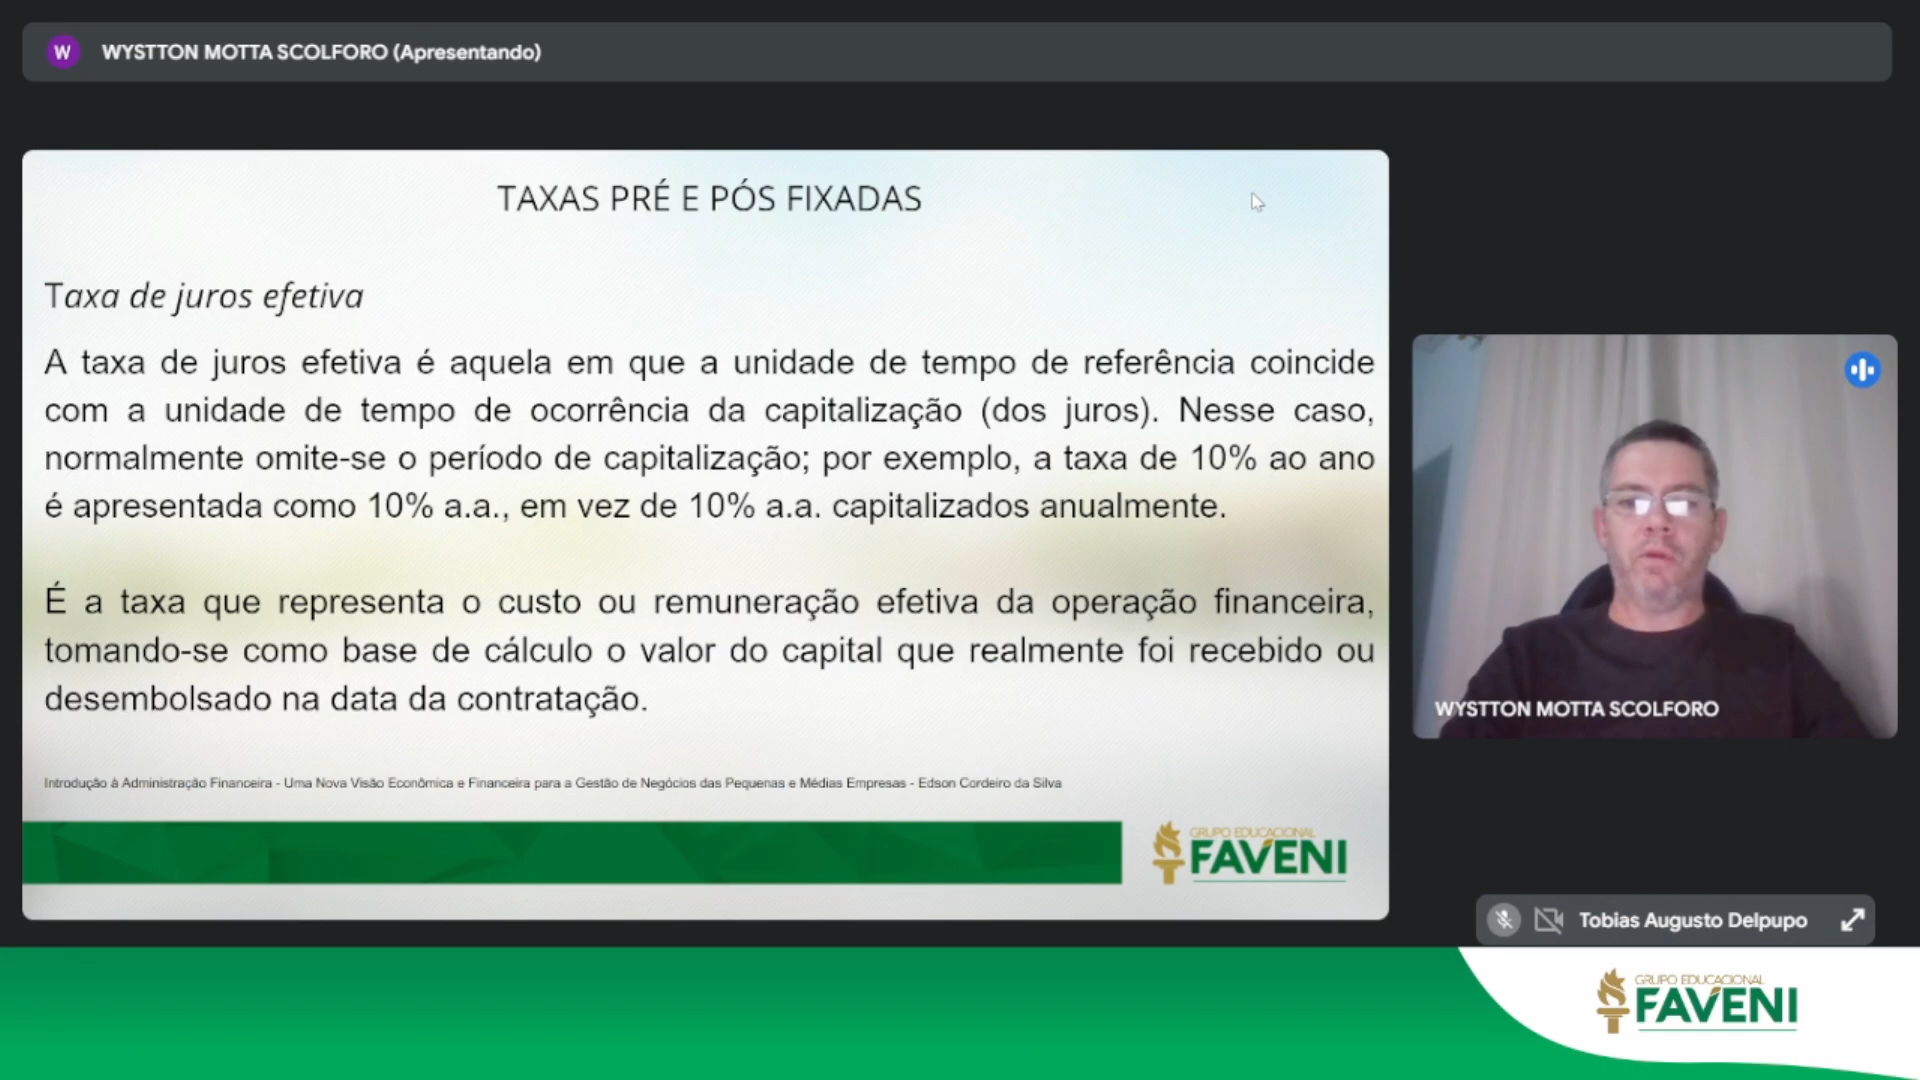 W WYSTTON MOTTA SCOLFORO (Apresentando)
TAXAS PRÉ E PÓS FIXADAS
Taxa de juros efetiva
A taxa de juros efetiva é aquela em que a unidade de tempo de referência coincide
com a unidade de tempo de ocorrência da capitalização (dos juros). Nesse caso,
normalmente omite-se o período de capitalização; por exemplo, a taxa de 10% ao ano
é apresentada como 10% a.a., em vez de 10% a.a. capitalizados anualmente.
É a taxa que representa o custo ou remuneração efetiva da operação financeira,
tomando-se como base de cálculo o valor do capital que realmente foi recebido ou
desembolsado na data da contratação.
Introdução à Administração Financeira - Uma Nova Visão Econômica e Financeira para a Gestão de Negócios das Pequenas e Médias Empresas - Edson Cordeiro da Silva
GRUPO EDUCACIONAL
FAVENI
WYSTTON MOTTA SCOLFORO
Tobias Augusto Delpupo
GRUPO EDUCACIONAL
FAVENI